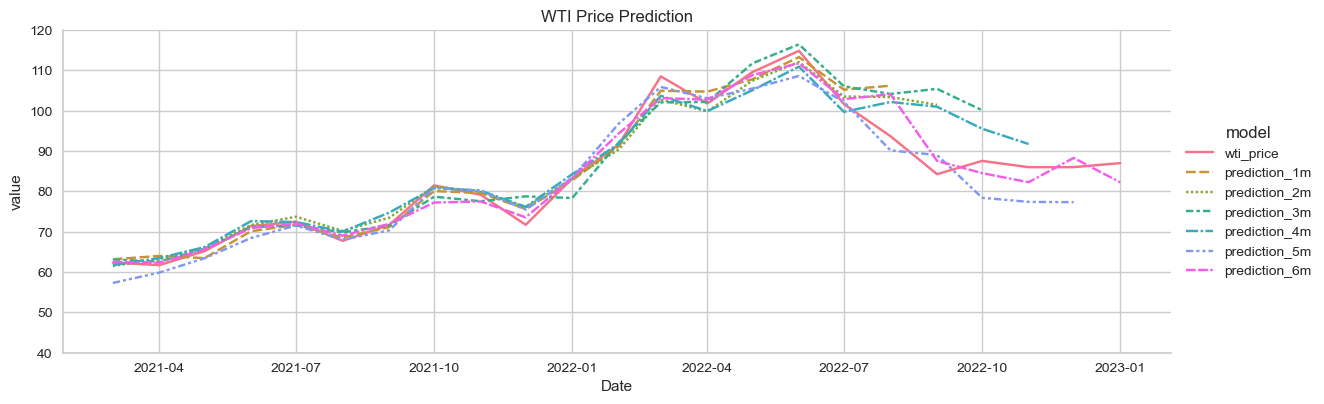 WTI Price Prediction
120
110
100
90
80
70
60
50
40
value
2021-04
2021-07
2021-10
2022-01
2022-04
2022-07
2022-10
2023-01
Date
model
wti_price
prediction_1m
prediction_2m
prediction_3m
prediction_4m
prediction_5m
prediction_6m